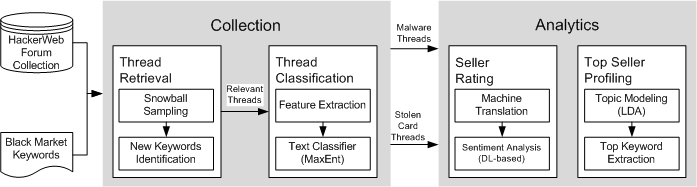 HackerWeb
Forum
Collection
Black Market
Keywords
Collection
Thread
Retrieval
Snowball
Sampling
New Keywords
Identification
Relevant
Threads
Thread
Classification
Feature Extraction
Text Classifier
(MaxEnt)
Malware
Threads
Stolen
Card
Threads
Analytics
Seller
Rating
Machine
Translation
Sentiment Analysis
(DL-based)
Top Seller
Profiling
Topic Modeling
(LDA)
Top Keyword
Extraction